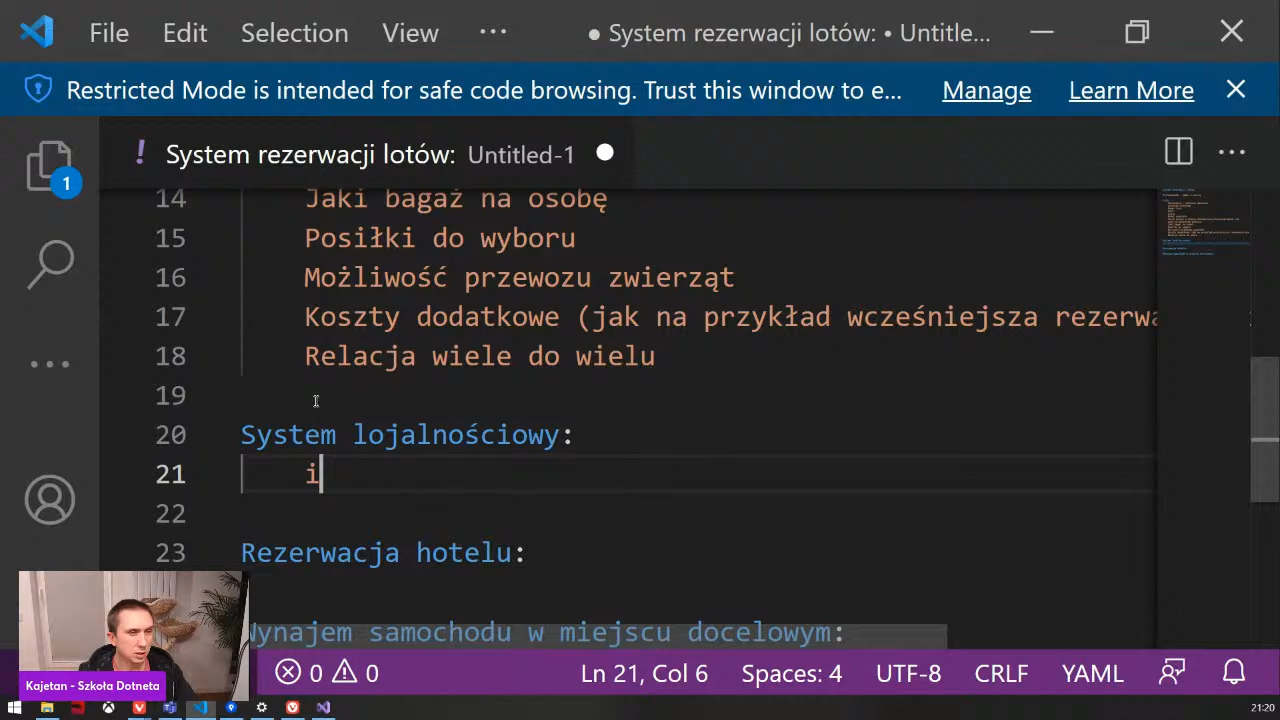 File Edit Selection View ··· ● System rezerwacji lotów: • Untitle...
Restricted Mode is intended for safe code browsing. Trust this window to e... Manage Learn More
! System rezerwacji lotów: Untitled-1
1
14 Jaki bagaż na osobę
15 Posiłki do wyboru
16 Możliwość przewozu zwierząt
17 Koszty dodatkowe (jak na przykład wcześniejsza rezerwa
18 Relacja wiele do wielu
19
20 System lojalnościowy:
21 i
22
23 Rezerwacja hotelu:
Wynajem samochodu w miejscu docelowym:
Kajetan - Szkoła Dotneta
0 0 Ln 21, Col 6 Spaces: 4 UTF-8 CRLF YAML
21:20